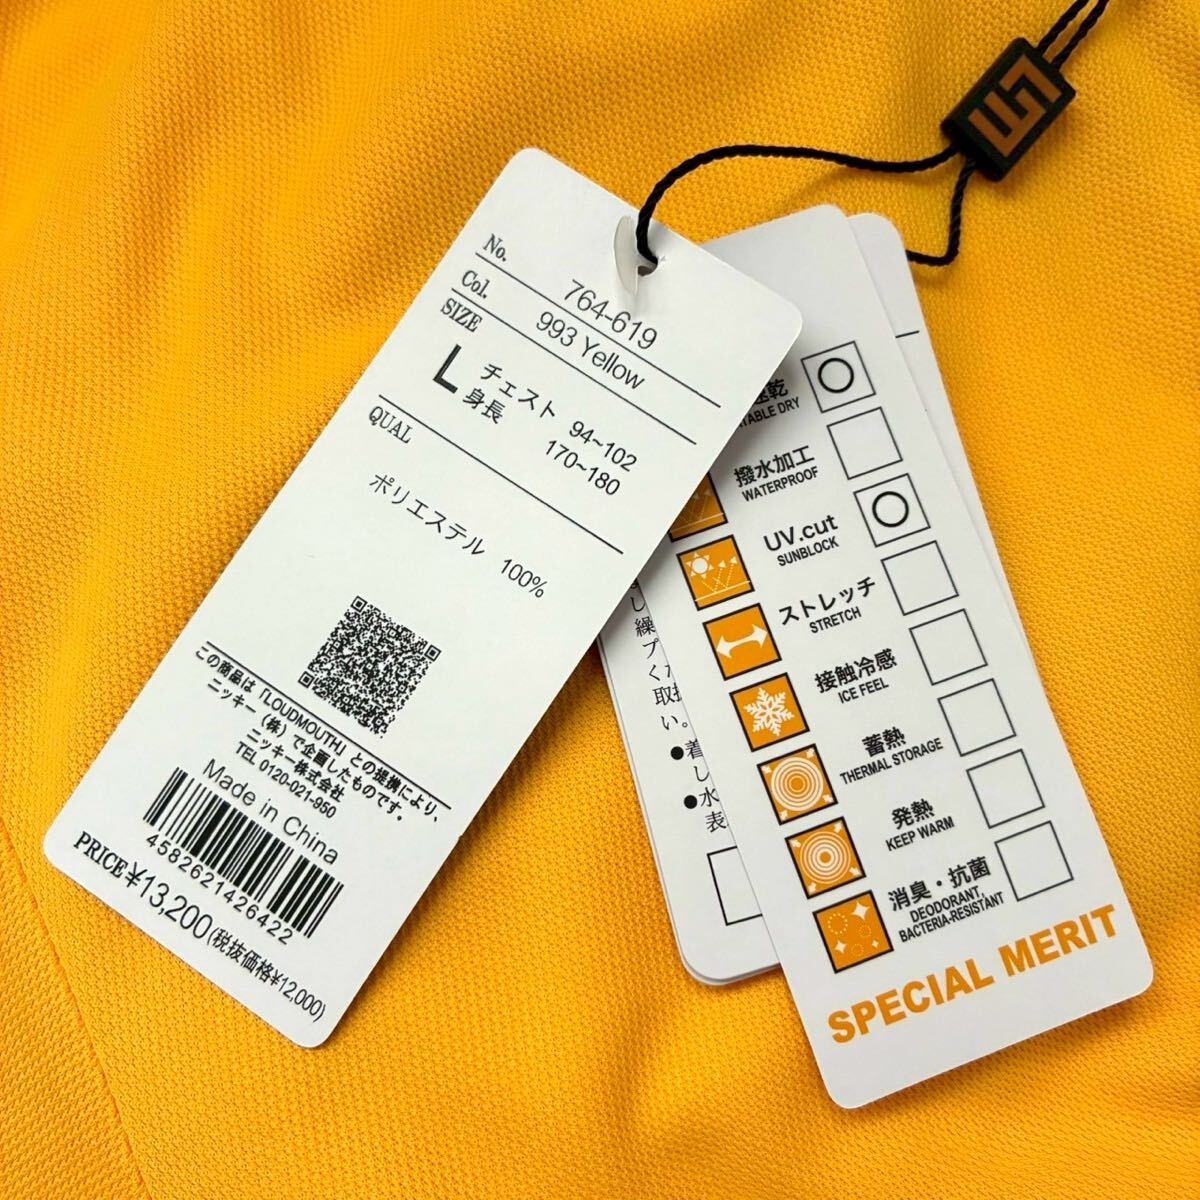 No. 764-619
Col. 993 Yellow
SIZE
L チェスト 94~102
身長 170~180
QUAL
ポリエステル 100%
この商品は「LOUDMOUTH」との提携により、
ニッキー(株)で企画したものです。
ニッキー株式会社
TEL 0120-021-950
Made in China
4582621426422
PRICE¥13,200(税抜価格¥12,000)
速乾
TABLE DRY
撥水加工
WATERPROOF
UV.cut
SUNBLOCK
ストレッチ
STRETCH
接触冷感
ICE FEEL
蓄熱
THERMAL STORAGE
発熱
KEEP WARM
消臭・抗菌
DEODORANT,
BACTERIA-RESISTANT
SPECIAL MERIT